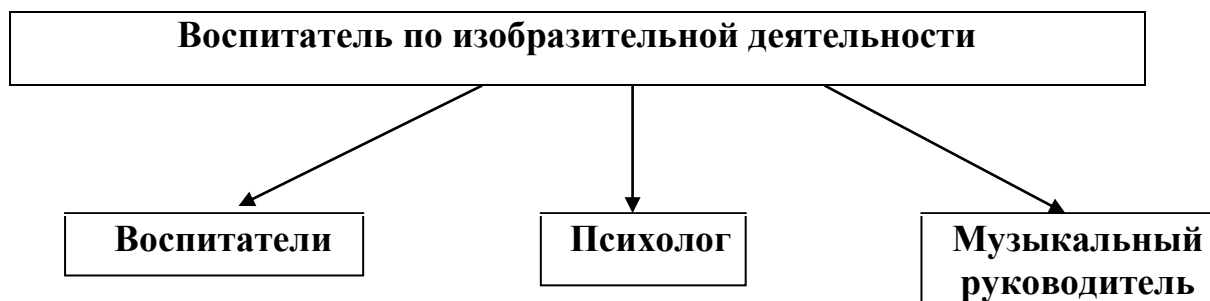 Воспитатель по изобразительной деятельности
Воспитатели
Психолог
Музыкальный
руководитель